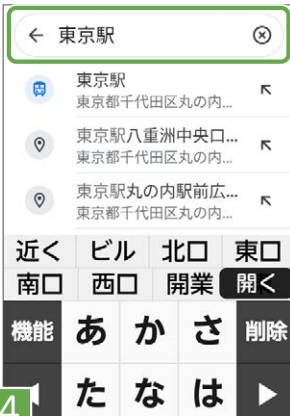 東京駅
東京駅
東京都千代田区丸の内...
東京駅八重洲中央口...
東京都千代田区丸の内...
東京駅丸の内駅前広...
東京都千代田区丸の内...
近く ビル 北口 東口
南口 西口 開業 開く
機能 あ か さ 削除
4 た な は